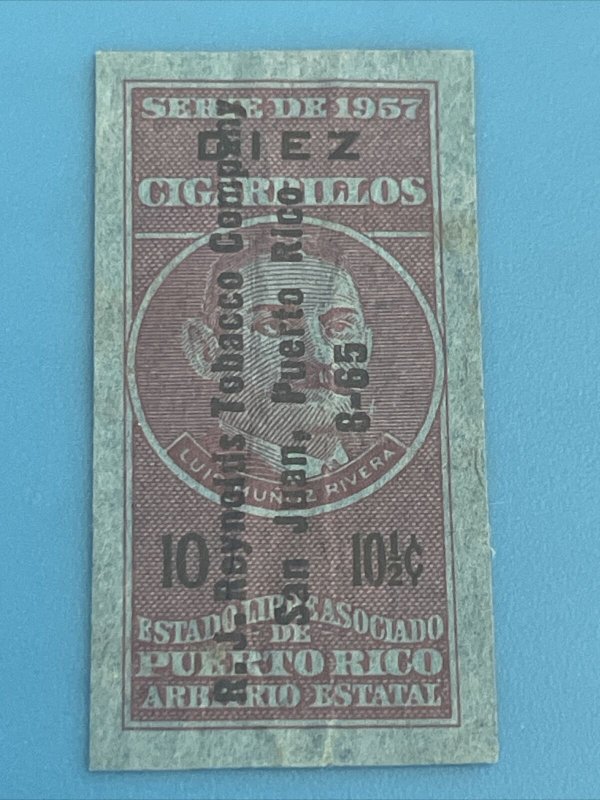 SERIE DE 1957
DIEZ
CIGARRILLOS
LUIS MUÑOZ RIVERA
10 10½¢
ESTADO LIBRE ASOCIADO
- DE -
PUERTO RICO
ARBITRIO ESTATAL
R. J. Reynolds Tobacco Company
San Juan, Puerto Rico
8-65